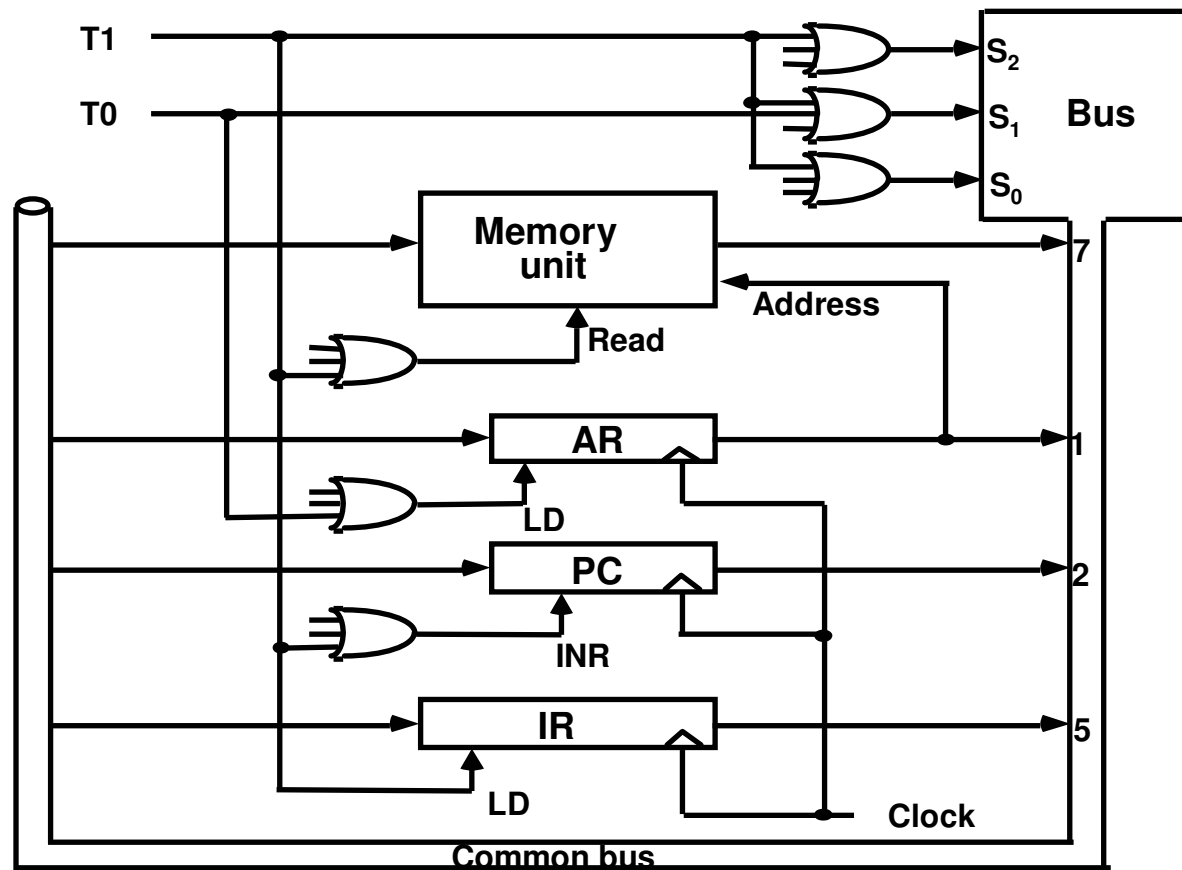 T1
S2
T0
Bus
S1
S0
Memory
unit
7
Address
Read
AR
1
LD
PC
2
INR
IR
5
LD
Clock
Common bus